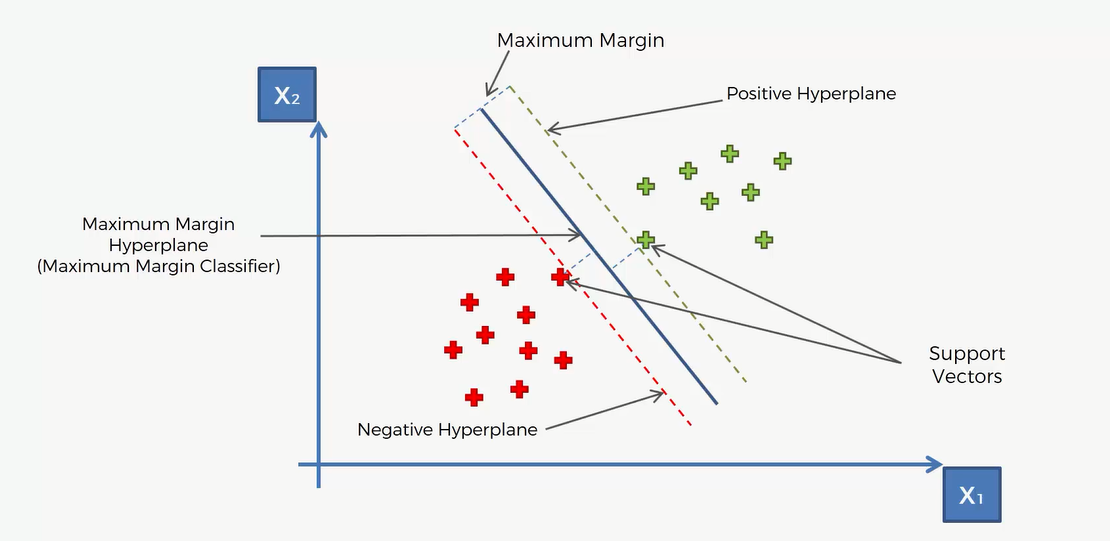 Maximum Margin
X₂
Positive Hyperplane
Maximum Margin
Hyperplane
(Maximum Margin Classifier)
Support
Vectors
Negative Hyperplane
X₁